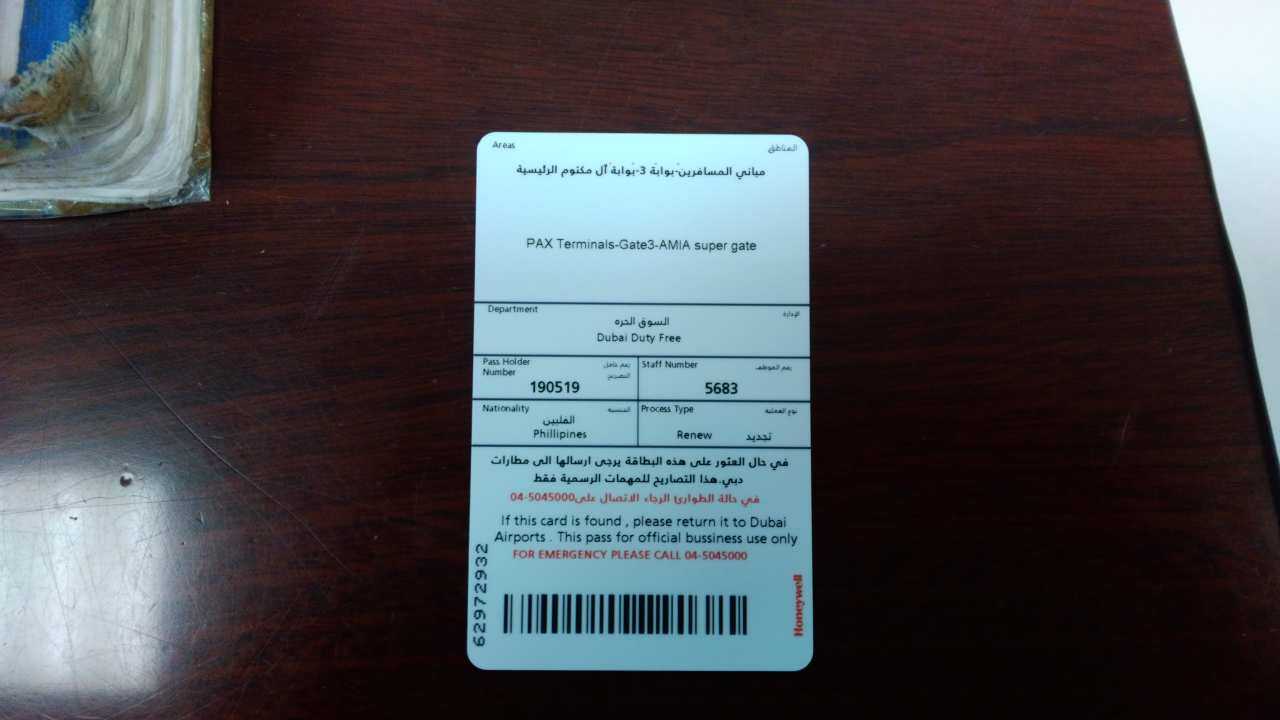 Areas المناطق
مباني المسافرين-بوابة 3-بوابة آل مكتوم الرئيسية
PAX Terminals-Gate3-AMIA super gate
Department الإدارة
السوق الحره
Dubai Duty Free
Pass Holder Number رقم حامل التصريح
190519
Staff Number رقم الموظف
5683
Nationality الجنسية
الفلبين
Phillipines
Process Type نوع العملية
Renew تجديد
في حال العثور على هذه البطاقة يرجى ارسالها الى مطارات
دبي.هذا التصاريح للمهمات الرسمية فقط
في حالة الطوارئ الرجاء الاتصال على04-5045000
If this card is found , please return it to Dubai
Airports . This pass for official bussiness use only
FOR EMERGENCY PLEASE CALL 04-5045000
62972932
Honeywell